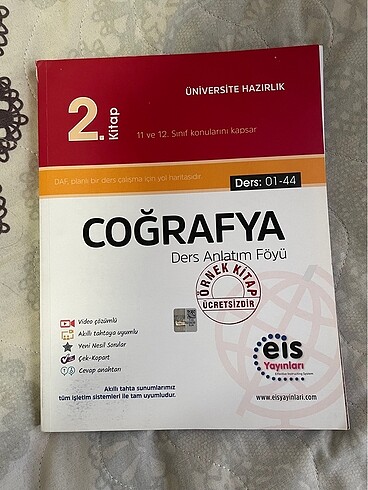 ÜNİVERSİTE HAZIRLIK
2.
Kitap
11 ve 12. Sınıf konularını kapsar
DAF, planlı bir ders çalışma için yol haritasıdır.
Ders: 01-44
COĞRAFYA
Ders Anlatım Föyü
ÖRNEK KİTAP
ÜCRETSİZDİR
Video çözümlü
Akıllı tahtaya uyumlu
Yeni Nesil Sorular
Çek-Kopart
Cevap anahtarı
eis
Yayınları
Akıllı tahta sunumlarımız
tüm işletim sistemleri ile tam uyumludur.
www.eisyayinlari.com